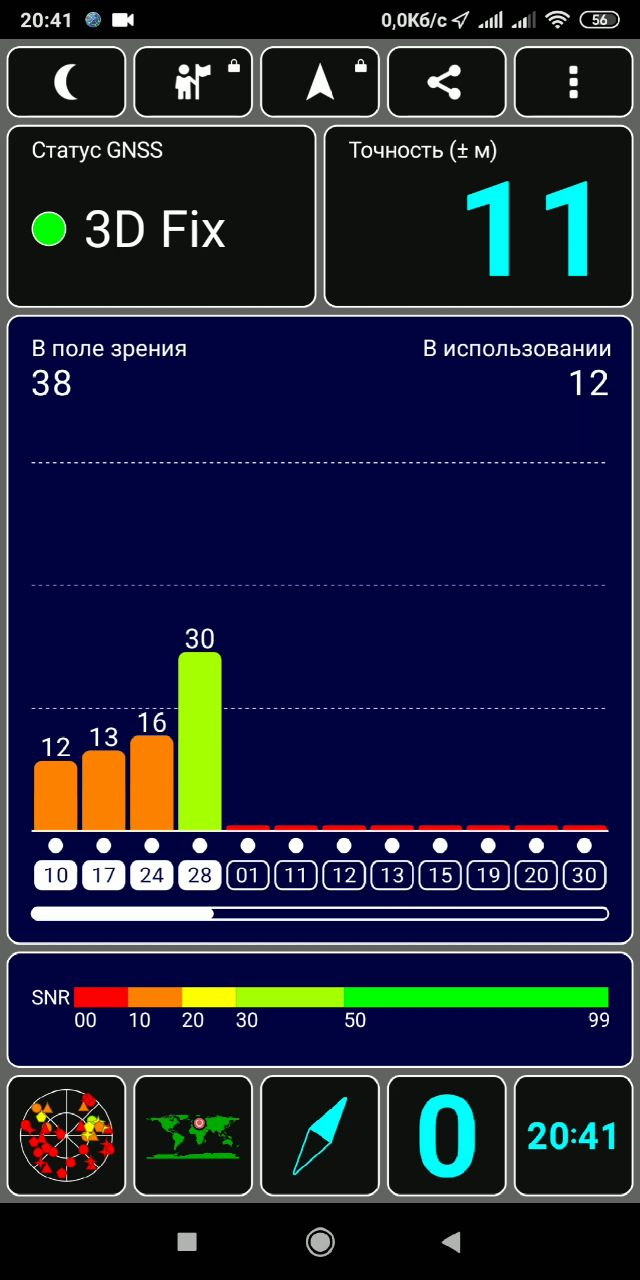 20:41 0,0Кб/с 56
Статус GNSS
3D Fix
Точность (± м)
11
В поле зрения
38
В использовании
12
30
16
13
12
10 17 24 28 01 11 12 13 15 19 20 30
SNR
00 10 20 30 50 99
0
20:41